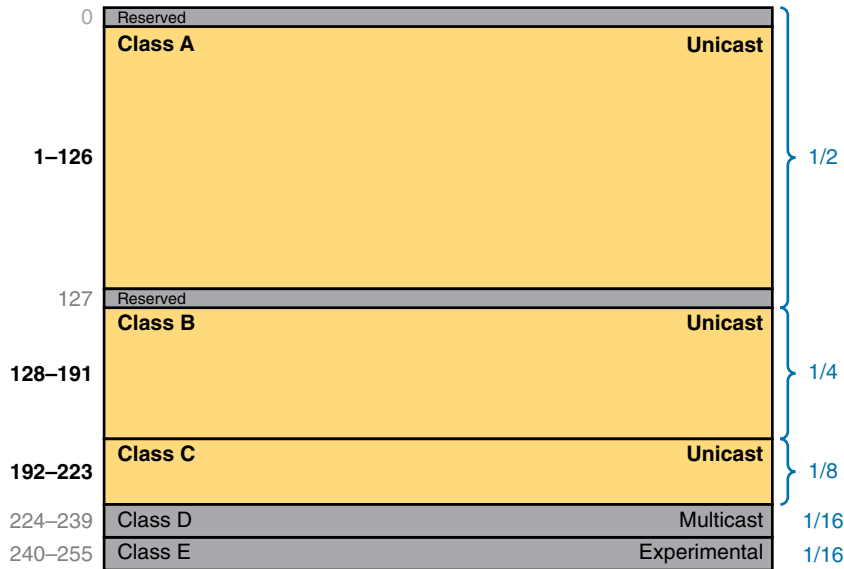 0 Reserved
Class A Unicast
1–126 1/2
127 Reserved
Class B Unicast
128–191 1/4
Class C Unicast
192–223 1/8
224–239 Class D Multicast 1/16
240–255 Class E Experimental 1/16